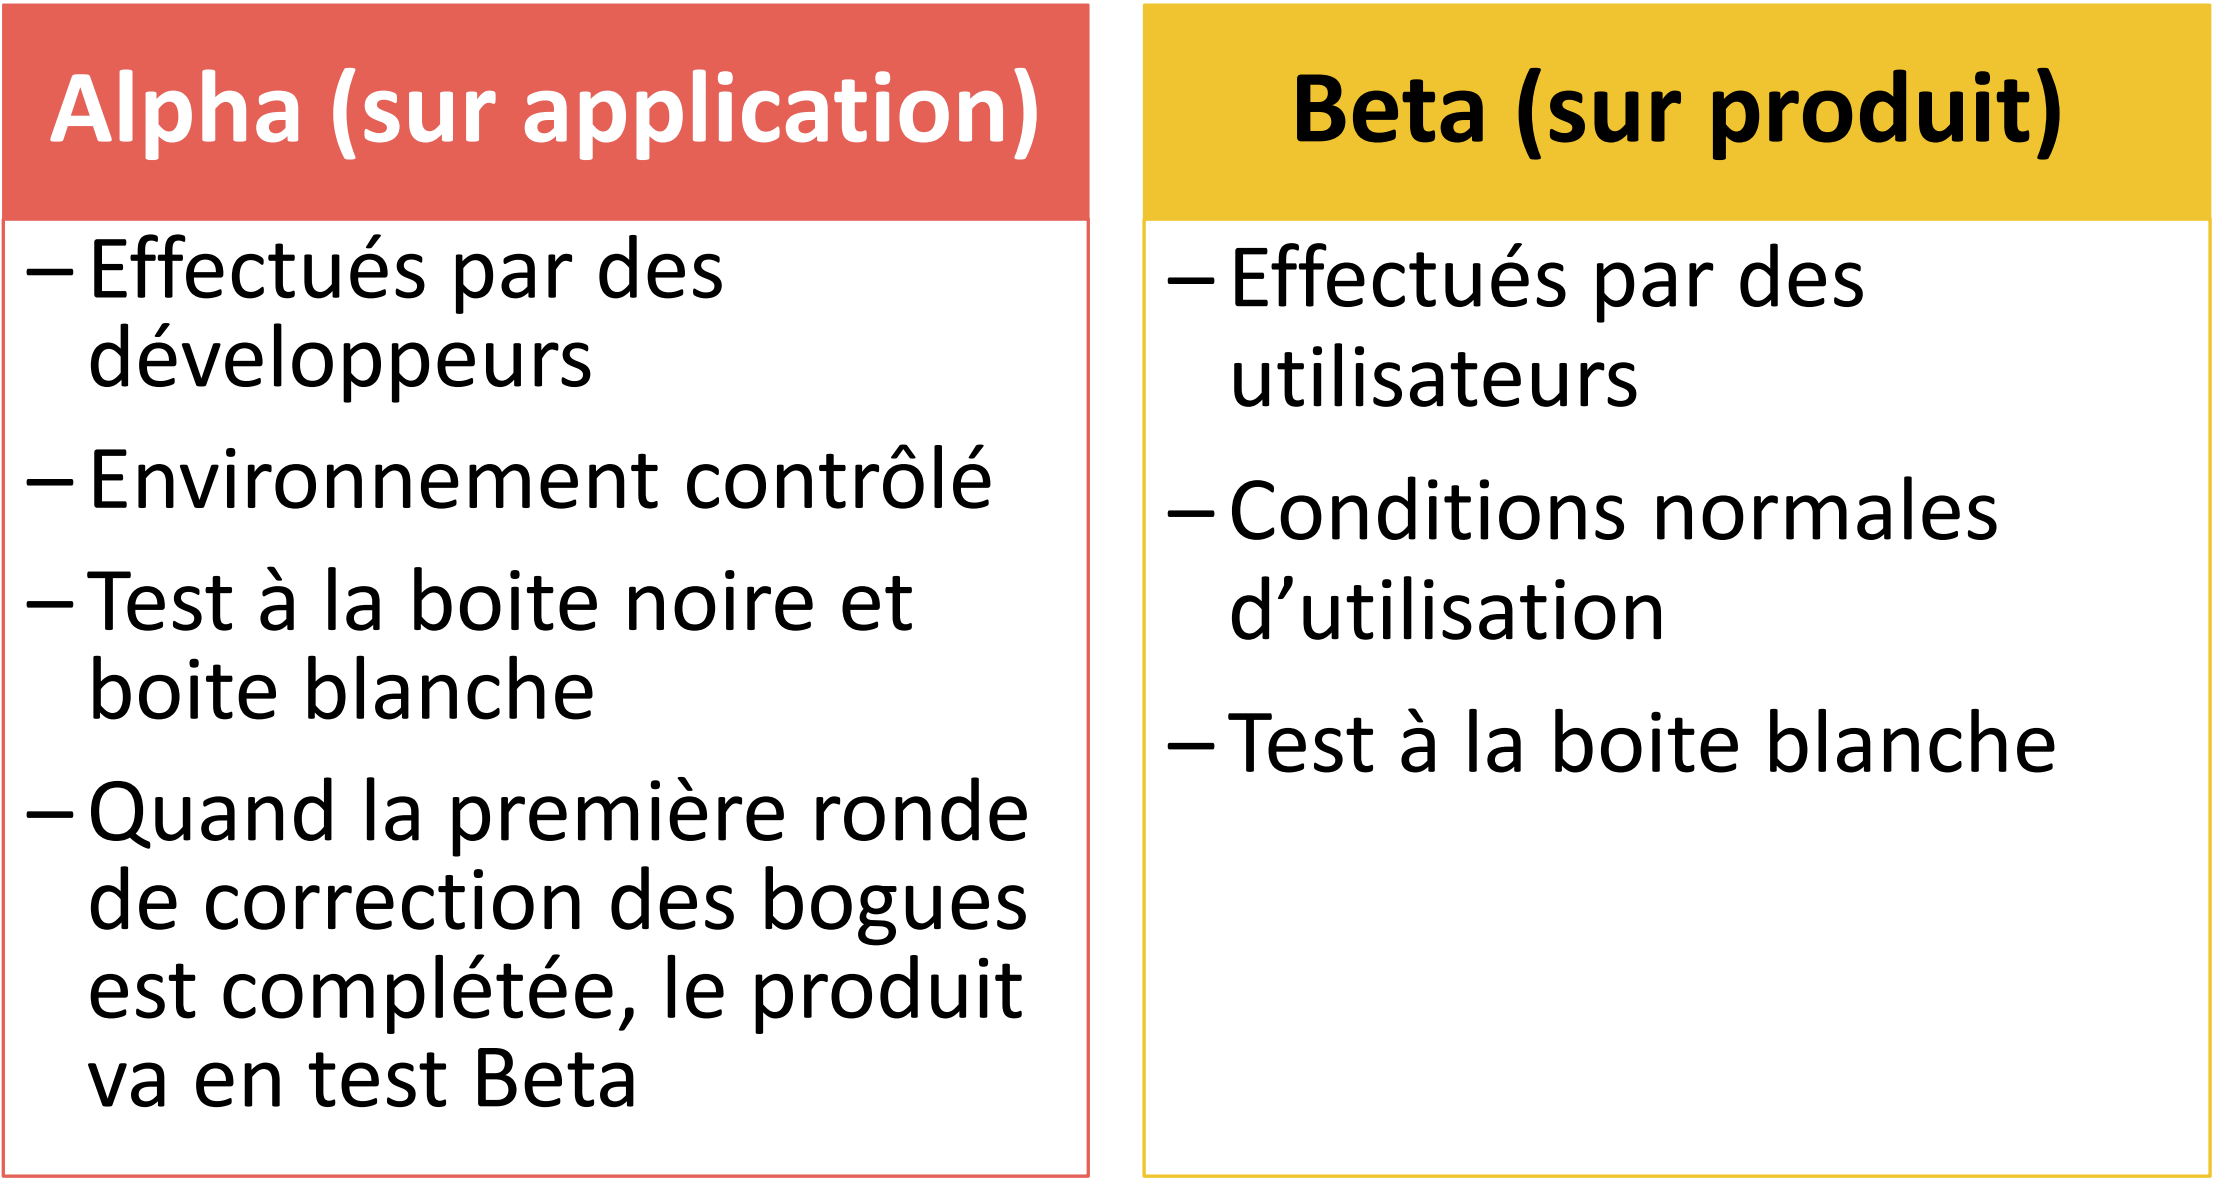 Alpha (sur application)
– Effectués par des
développeurs
– Environnement contrôlé
– Test à la boite noire et
boite blanche
– Quand la première ronde
de correction des bogues
est complétée, le produit
va en test Beta
Beta (sur produit)
– Effectués par des
utilisateurs
– Conditions normales
d’utilisation
– Test à la boite blanche